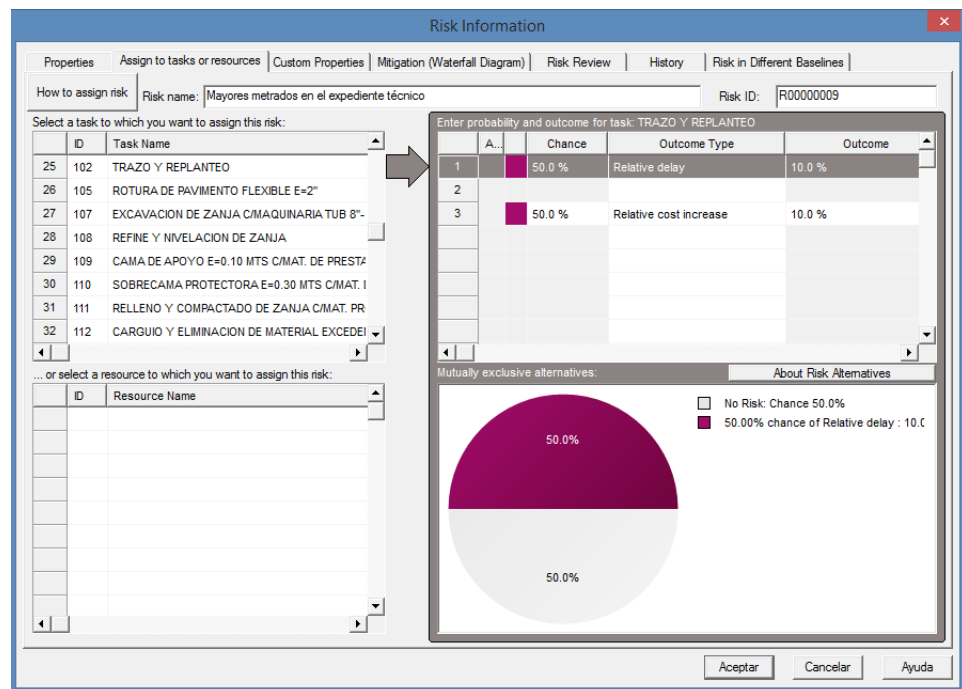 Risk Information
Properties Assign to tasks or resources Custom Properties Mitigation (Waterfall Diagram) Risk Review History Risk in Different Baselines
How to assign risk Risk name: Mayores metrados en el expediente técnico Risk ID: R00000009
Select a task to which you want to assign this risk:
ID Task Name
25 102 TRAZO Y REPLANTEO
26 105 ROTURA DE PAVIMENTO FLEXIBLE E=2"
27 107 EXCAVACION DE ZANJA C/MAQUINARIA TUB 8"-
28 108 REFINE Y NIVELACION DE ZANJA
29 109 CAMA DE APOYO E=0.10 MTS C/MAT. DE PRESTA
30 110 SOBRECAMA PROTECTORA E=0.30 MTS C/MAT.
31 111 RELLENO Y COMPACTADO DE ZANJA C/MAT. PR
32 112 CARGUIO Y ELIMINACION DE MATERIAL EXCEDE
Enter probability and outcome for task: TRAZO Y REPLANTEO
A... Chance Outcome Type Outcome
1 50.0 % Relative delay 10.0 %
2
3 50.0 % Relative cost increase 10.0 %
... or select a resource to which you want to assign this risk:
ID Resource Name
Mutually exclusive alternatives: About Risk Alternatives
No Risk: Chance 50.0%
50.00% chance of Relative delay : 10.0
50.0%
50.0%
Aceptar Cancelar Ayuda